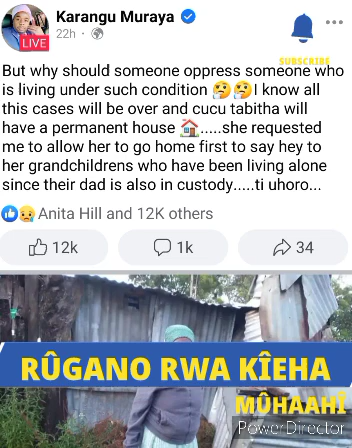 Karangu Muraya
LIVE
22h
SUBSCRIBE
But why should someone oppress someone who
is living under such condition 🤔🤔I know all
this cases will be over and cucu tabitha will
have a permanent house 🏠.....she requested
me to allow her to go home first to say hey to
her grandchildrens who have been living alone
since their dad is also in custody.....ti uhoro...
Anita Hill and 12K others
12k
1k
34
RÛGANO RWA KÎEHA
MÛHAAHÎ
PowerDirector